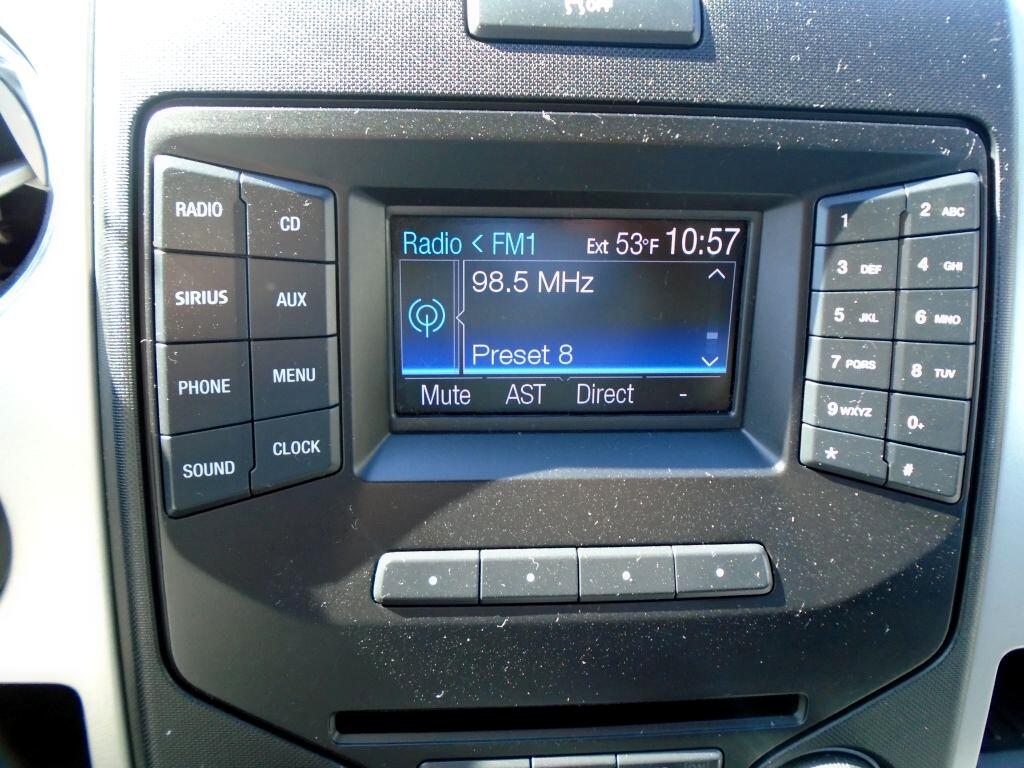 OFF
RADIO
CD
SIRIUS
AUX
PHONE
MENU
SOUND
CLOCK
Radio < FM1 Ext 53°F 10:57
98.5 MHz
Preset 8
Mute AST Direct -
1
2 ABC
3 DEF
4 GHI
5 JKL
6 MNO
7 PQRS
8 TUV
9 WXYZ
0+
*
#